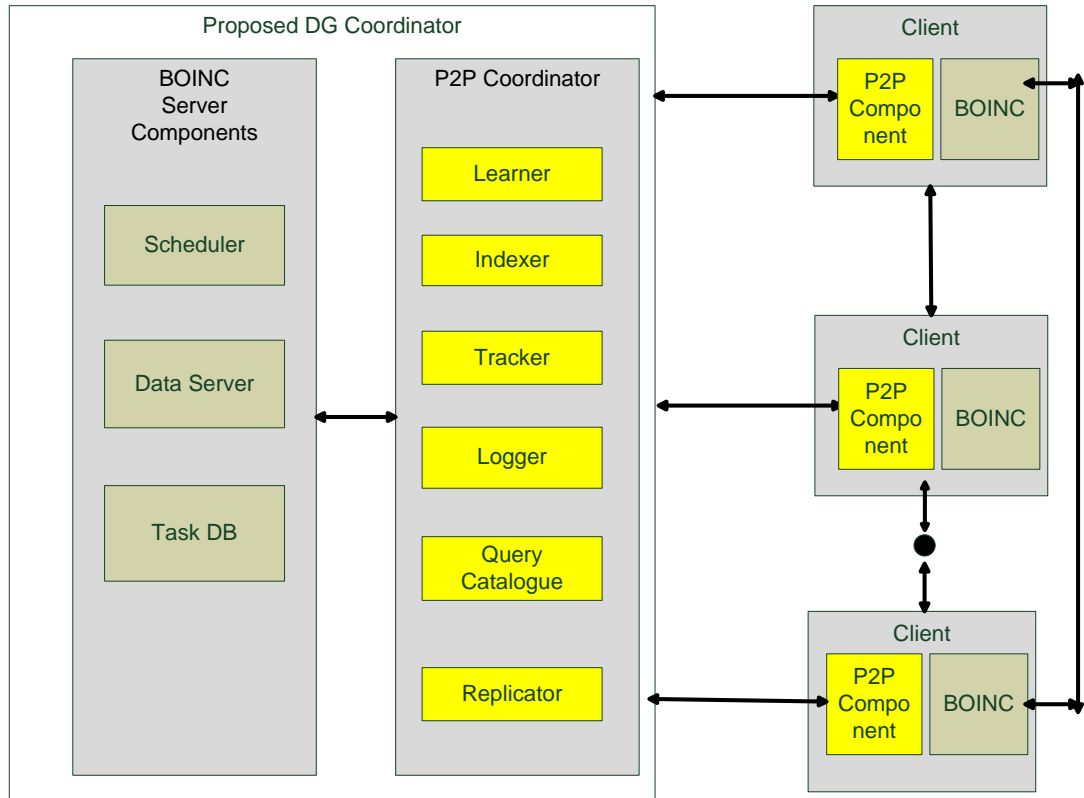 Proposed DG Coordinator
BOINC
Server
Components
Scheduler
Data Server
Task DB
P2P Coordinator
Learner
Indexer
Tracker
Logger
Query
Catalogue
Replicator
Client
P2P
Compo
nent
BOINC
Client
P2P
Compo
nent
BOINC
Client
P2P
Compo
nent
BOINC